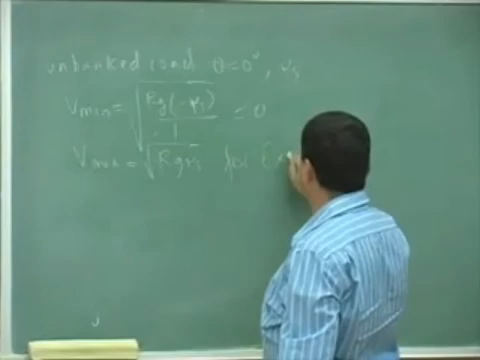 unbanked road θ=0°, μs
Vmin = √(Rg(-μs)/1) ≤ 0
Vmax = √Rgμs for